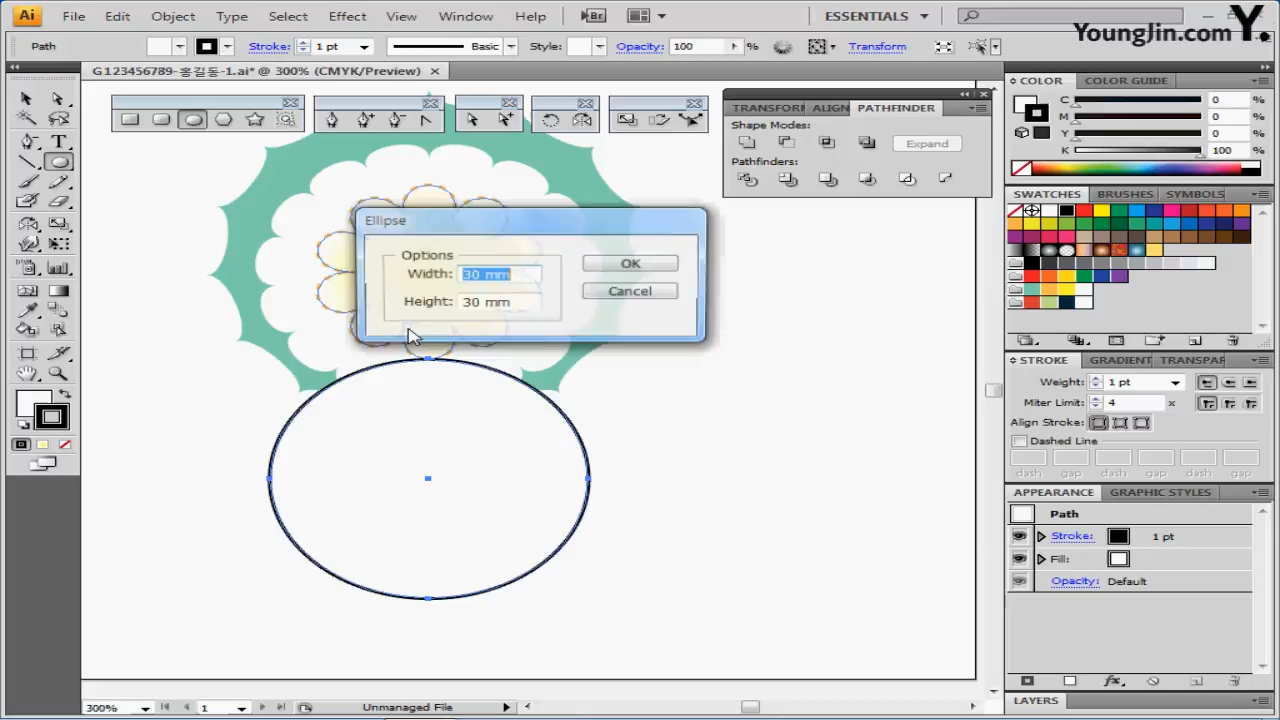 Ai File Edit Object Type Select Effect View Window Help Br ESSENTIALS
YoungJin.com Y.
Path Stroke: 1 pt Basic Style: Opacity: 100 % Transform
G123456789-홍길동-1.ai* @ 300% (CMYK/Preview)
COLOR COLOR GUIDE
C 0 %
M 0 %
Y 0 %
K 100 %
TRANSFORM ALIGN PATHFINDER
Shape Modes:
Expand
Pathfinders:
SWATCHES BRUSHES SYMBOLS
Ellipse
Options
Width: 30 mm
Height: 30 mm
OK
Cancel
STROKE GRADIENT TRANSPAR
Weight: 1 pt
Miter Limit: 4 x
Align Stroke:
Dashed Line
dash gap dash gap dash gap
APPEARANCE GRAPHIC STYLES
Path
Stroke: 1 pt
Fill:
Opacity: Default
LAYERS
300% 1 Unmanaged File